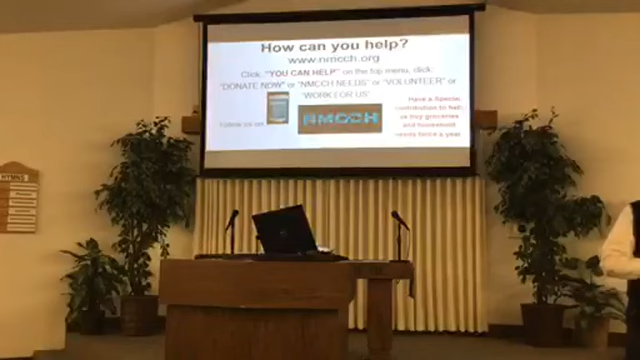 How can you help?
www.nmcch.org
Click, "YOU CAN HELP" on the top menu, click
"DONATE NOW" or "NMCCH NEEDS" or "VOLUNTEER" or
"WORK FOR US"
Have a Special
contribution to help
us buy groceries
and household
needs twice a year
Follow us on
NMCCH
HYMNS